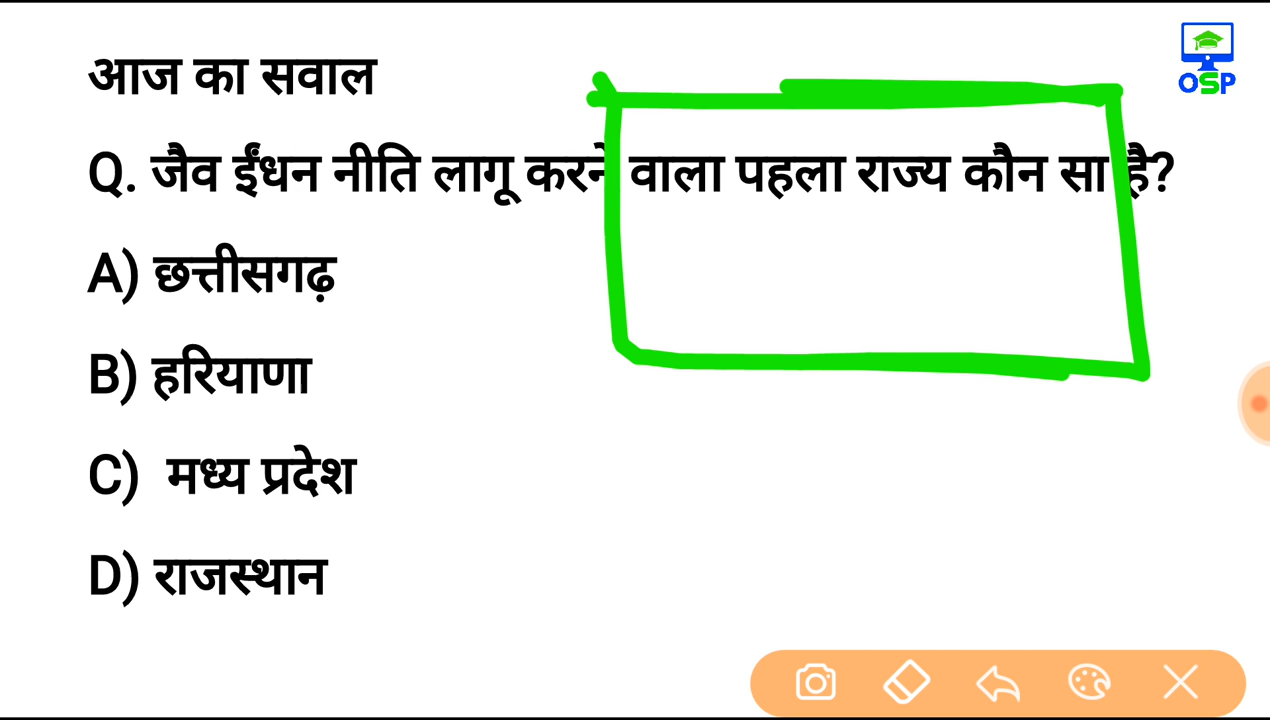 आज का सवाल
OSP
Q. जैव ईंधन नीति लागू करने वाला पहला राज्य कौन सा है?
A) छत्तीसगढ़
B) हरियाणा
C) मध्य प्रदेश
D) राजस्थान